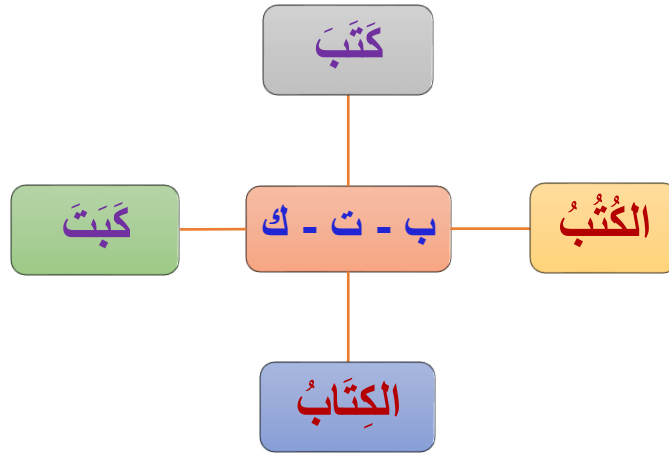 كَتَبَ
الكُتُبُ
ب - ت - ك
كَبَتَ
الكِتَابُ